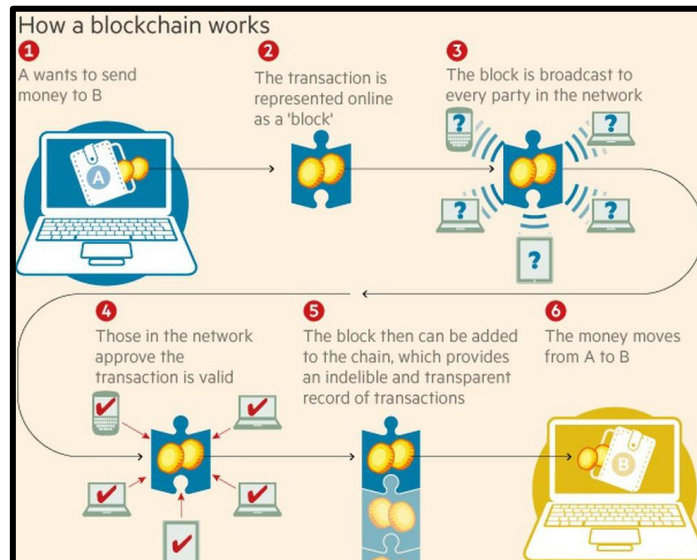 How a blockchain works
1
A wants to send
money to B
2
The transaction is
represented online
as a 'block'
3
The block is broadcast to
every party in the network
A
?
?
?
?
?
4
Those in the network
approve the
transaction is valid
5
The block then can be added
to the chain, which provides
an indelible and transparent
record of transactions
6
The money moves
from A to B
B